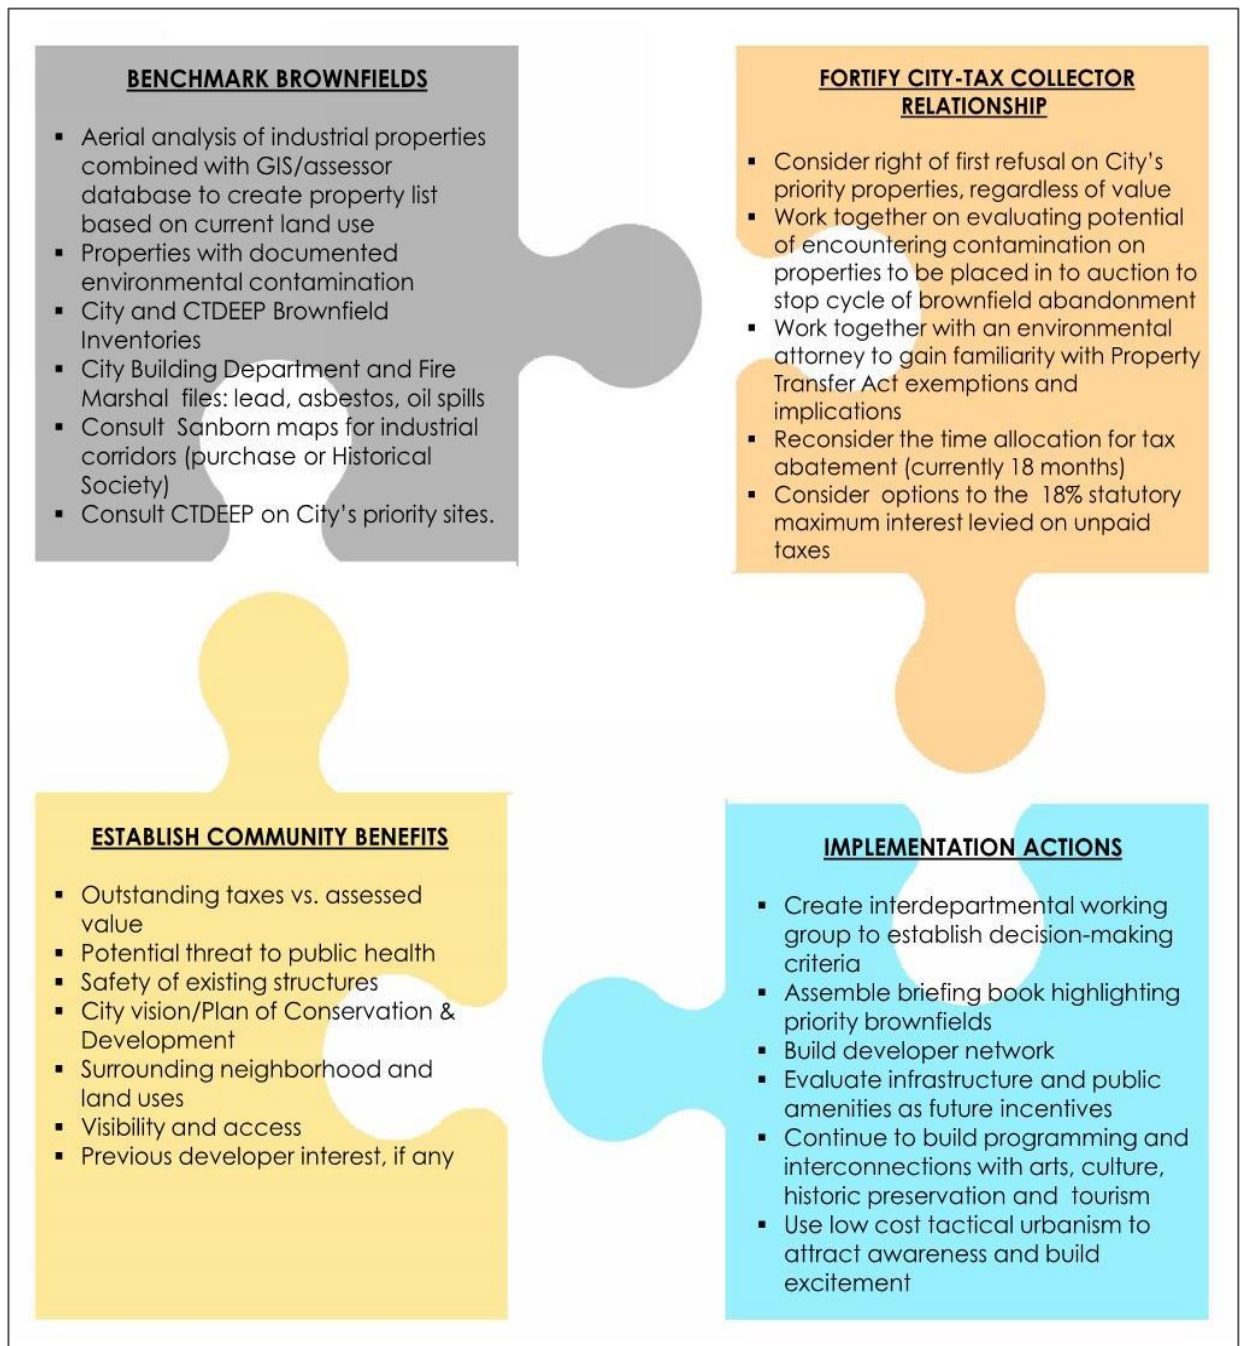 BENCHMARK BROWNFIELDS
▪ Aerial analysis of industrial properties
combined with GIS/assessor
database to create property list
based on current land use
▪ Properties with documented
environmental contamination
▪ City and CTDEEP Brownfield
Inventories
▪ City Building Department and Fire
Marshal files: lead, asbestos, oil spills
▪ Consult Sanborn maps for industrial
corridors (purchase or Historical
Society)
▪ Consult CTDEEP on City's priority sites.
FORTIFY CITY-TAX COLLECTOR
RELATIONSHIP
▪ Consider right of first refusal on City's
priority properties, regardless of value
▪ Work together on evaluating potential
of encountering contamination on
properties to be placed in to auction to
stop cycle of brownfield abandonment
▪ Work together with an environmental
attorney to gain familiarity with Property
Transfer Act exemptions and
implications
▪ Reconsider the time allocation for tax
abatement (currently 18 months)
▪ Consider options to the 18% statutory
maximum interest levied on unpaid
taxes
ESTABLISH COMMUNITY BENEFITS
▪ Outstanding taxes vs. assessed
value
▪ Potential threat to public health
▪ Safety of existing structures
▪ City vision/Plan of Conservation &
Development
▪ Surrounding neighborhood and
land uses
▪ Visibility and access
▪ Previous developer interest, if any
IMPLEMENTATION ACTIONS
▪ Create interdepartmental working
group to establish decision-making
criteria
▪ Assemble briefing book highlighting
priority brownfields
▪ Build developer network
▪ Evaluate infrastructure and public
amenities as future incentives
▪ Continue to build programming and
interconnections with arts, culture,
historic preservation and tourism
▪ Use low cost tactical urbanism to
attract awareness and build
excitement